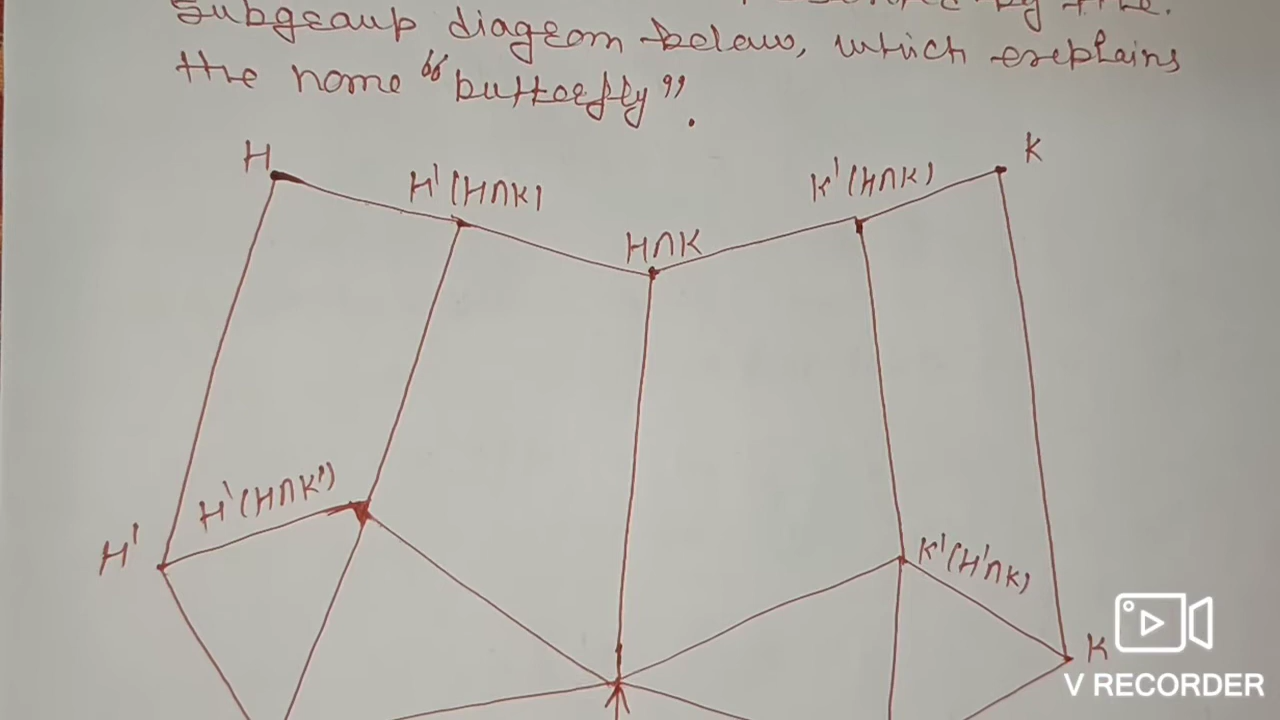 subgroup diagram below, which explains
the name "butterfly".
H
K
H'(H∩K)
K'(H∩K)
H∩K
H'(H∩K')
H'
K'(H'∩K)
K
V RECORDER